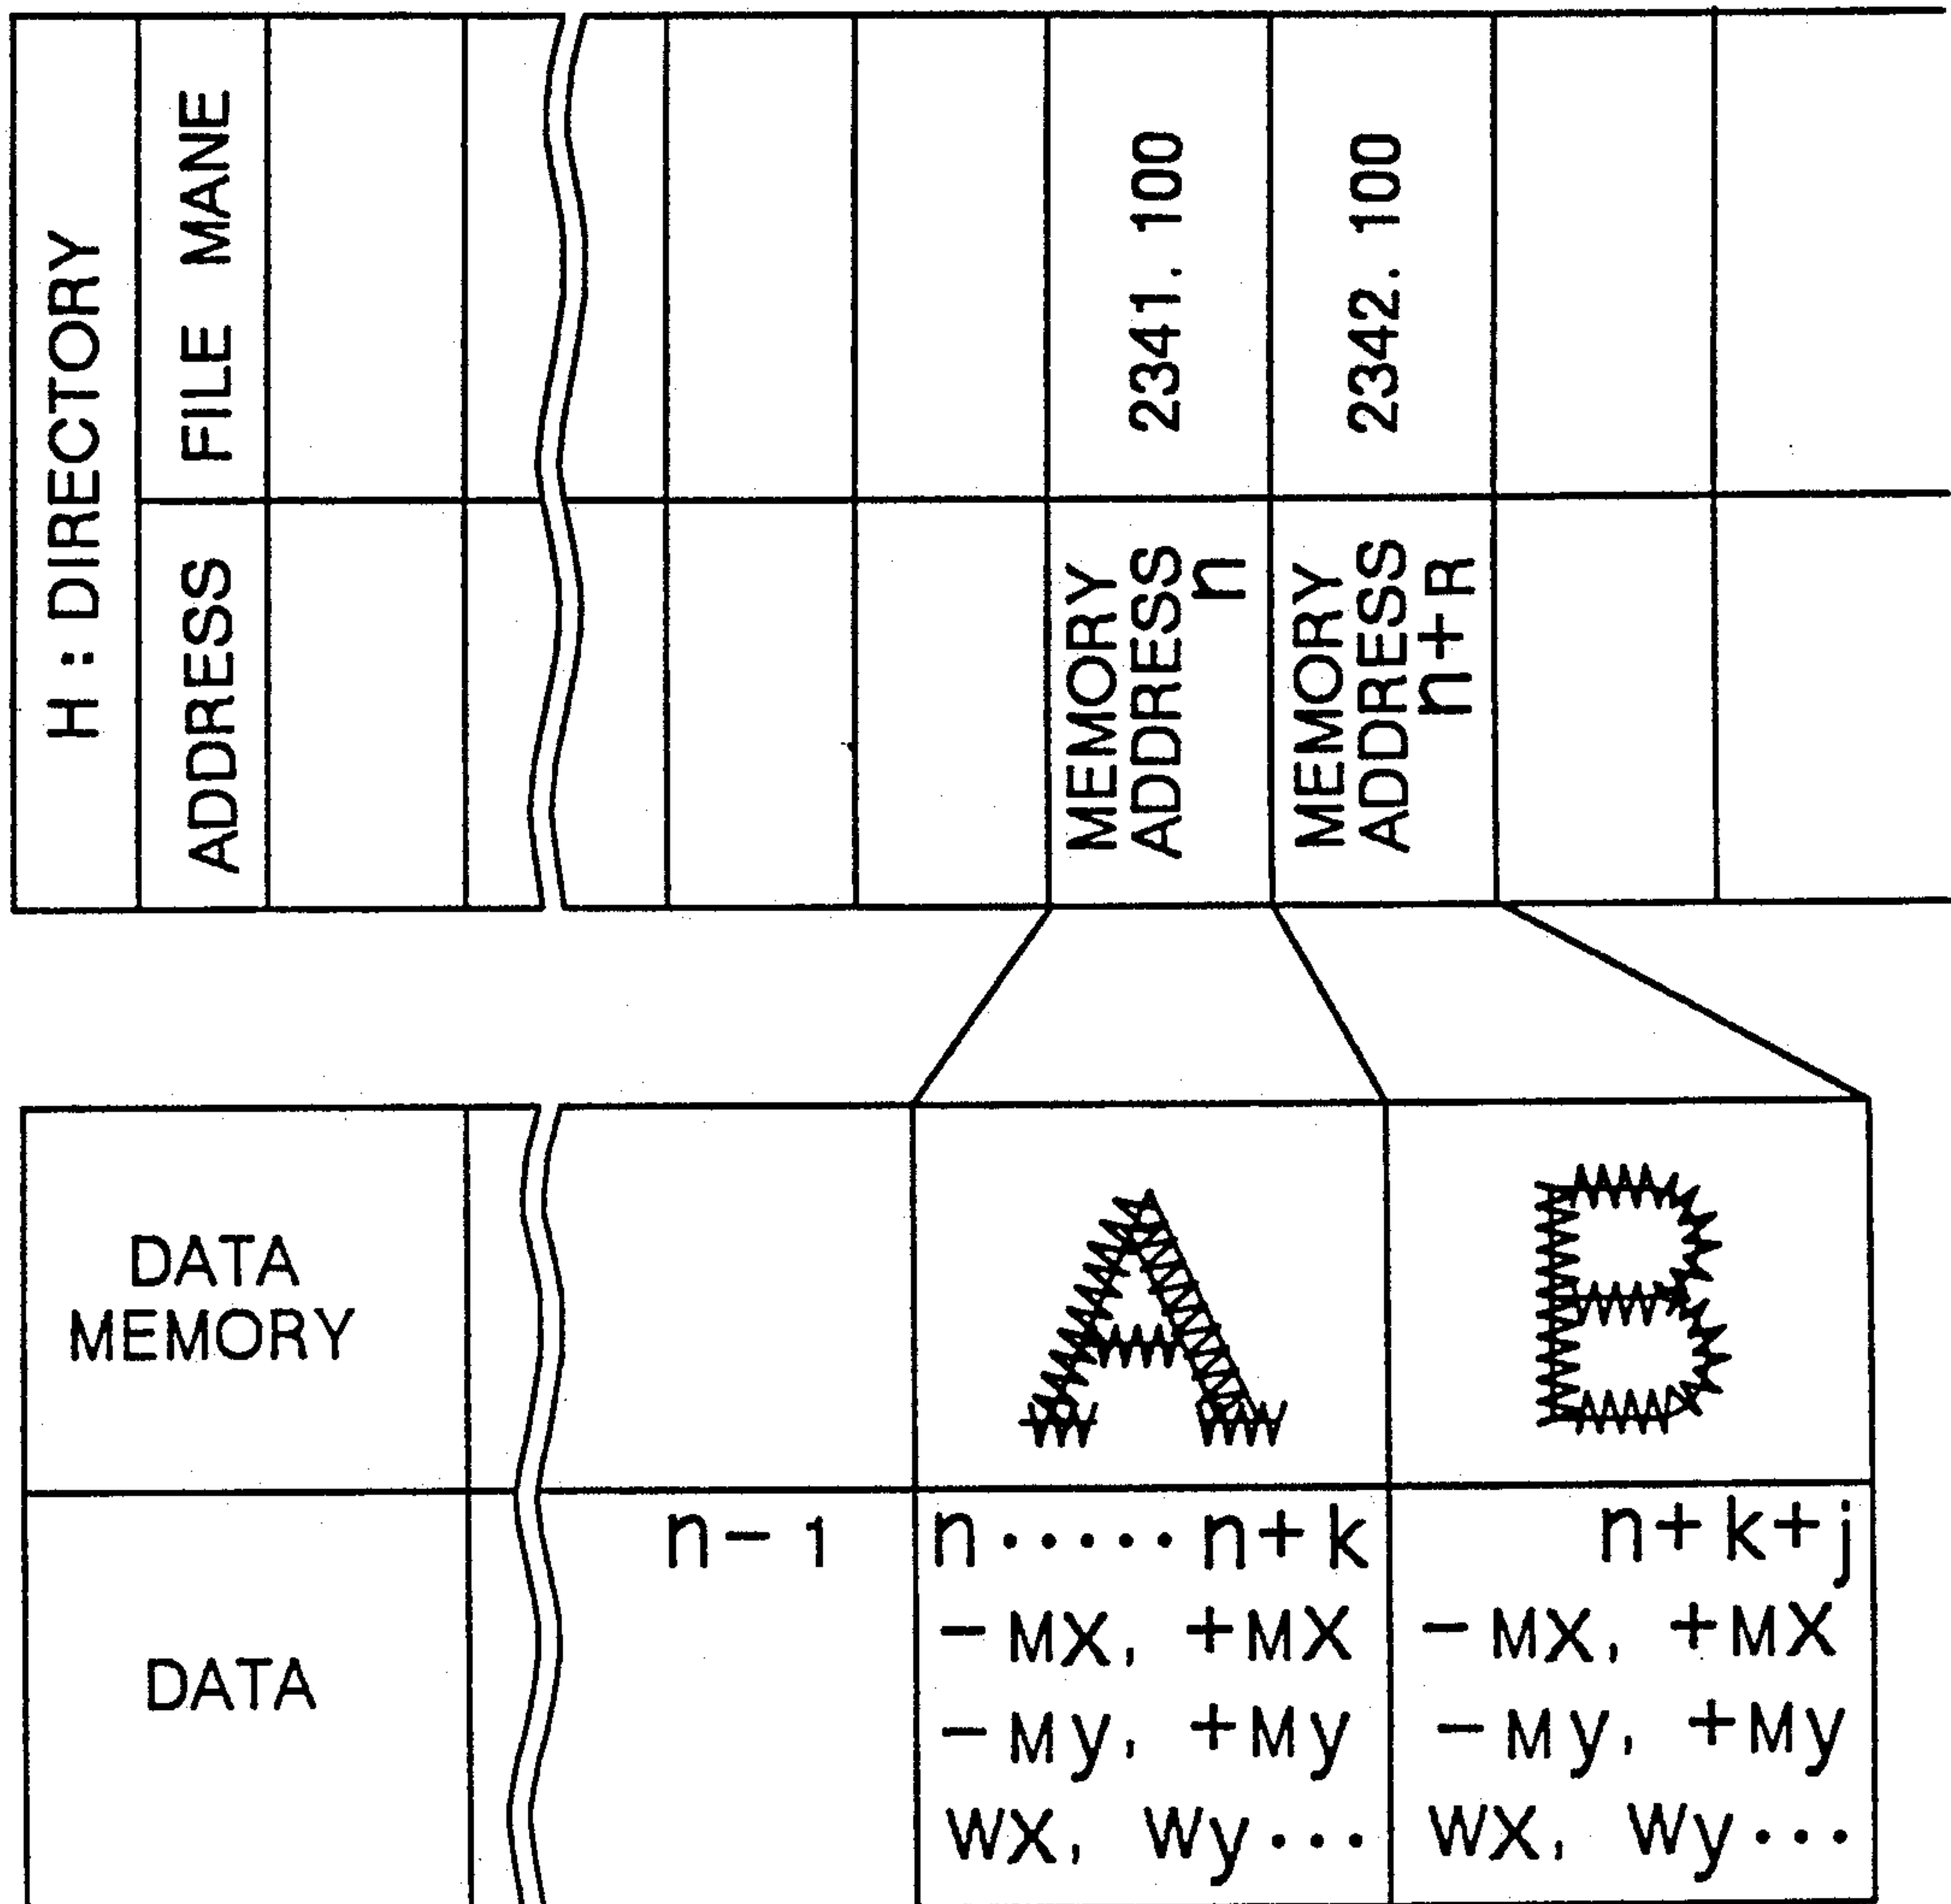 H : DIRECTORY
FILE MANE
ADDRESS
2341. 100
2342. 100
MEMORY
ADDRESS
n
MEMORY
ADDRESS
n+R
DATA
MEMORY
A
B
DATA
n-1
n ····· n+k
n+k+j
-MX, +MX
-My, +My
WX, Wy ···
-MX, +MX
-My, +My
WX, Wy ···